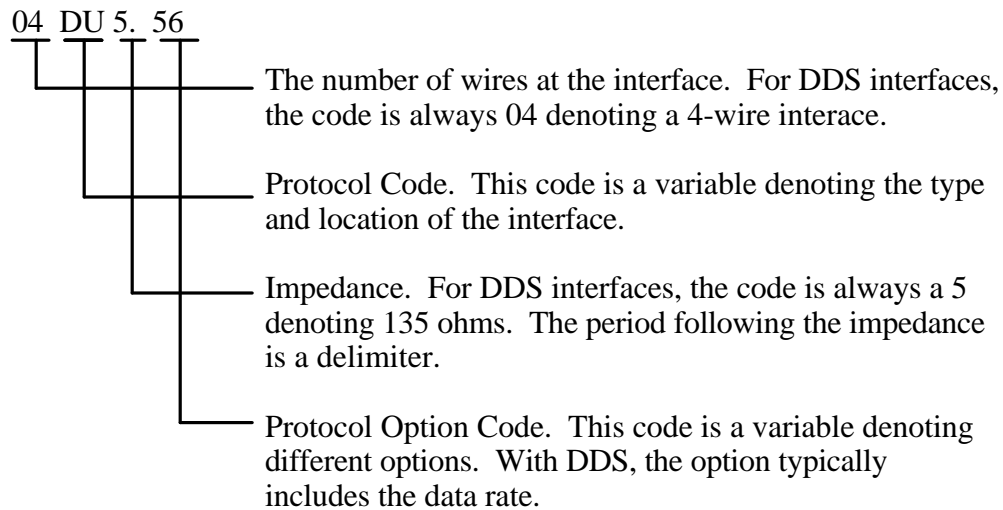 04 DU 5. 56
The number of wires at the interface. For DDS interfaces,
the code is always 04 denoting a 4-wire interace.
Protocol Code. This code is a variable denoting the type
and location of the interface.
Impedance. For DDS interfaces, the code is always a 5
denoting 135 ohms. The period following the impedance
is a delimiter.
Protocol Option Code. This code is a variable denoting
different options. With DDS, the option typically
includes the data rate.